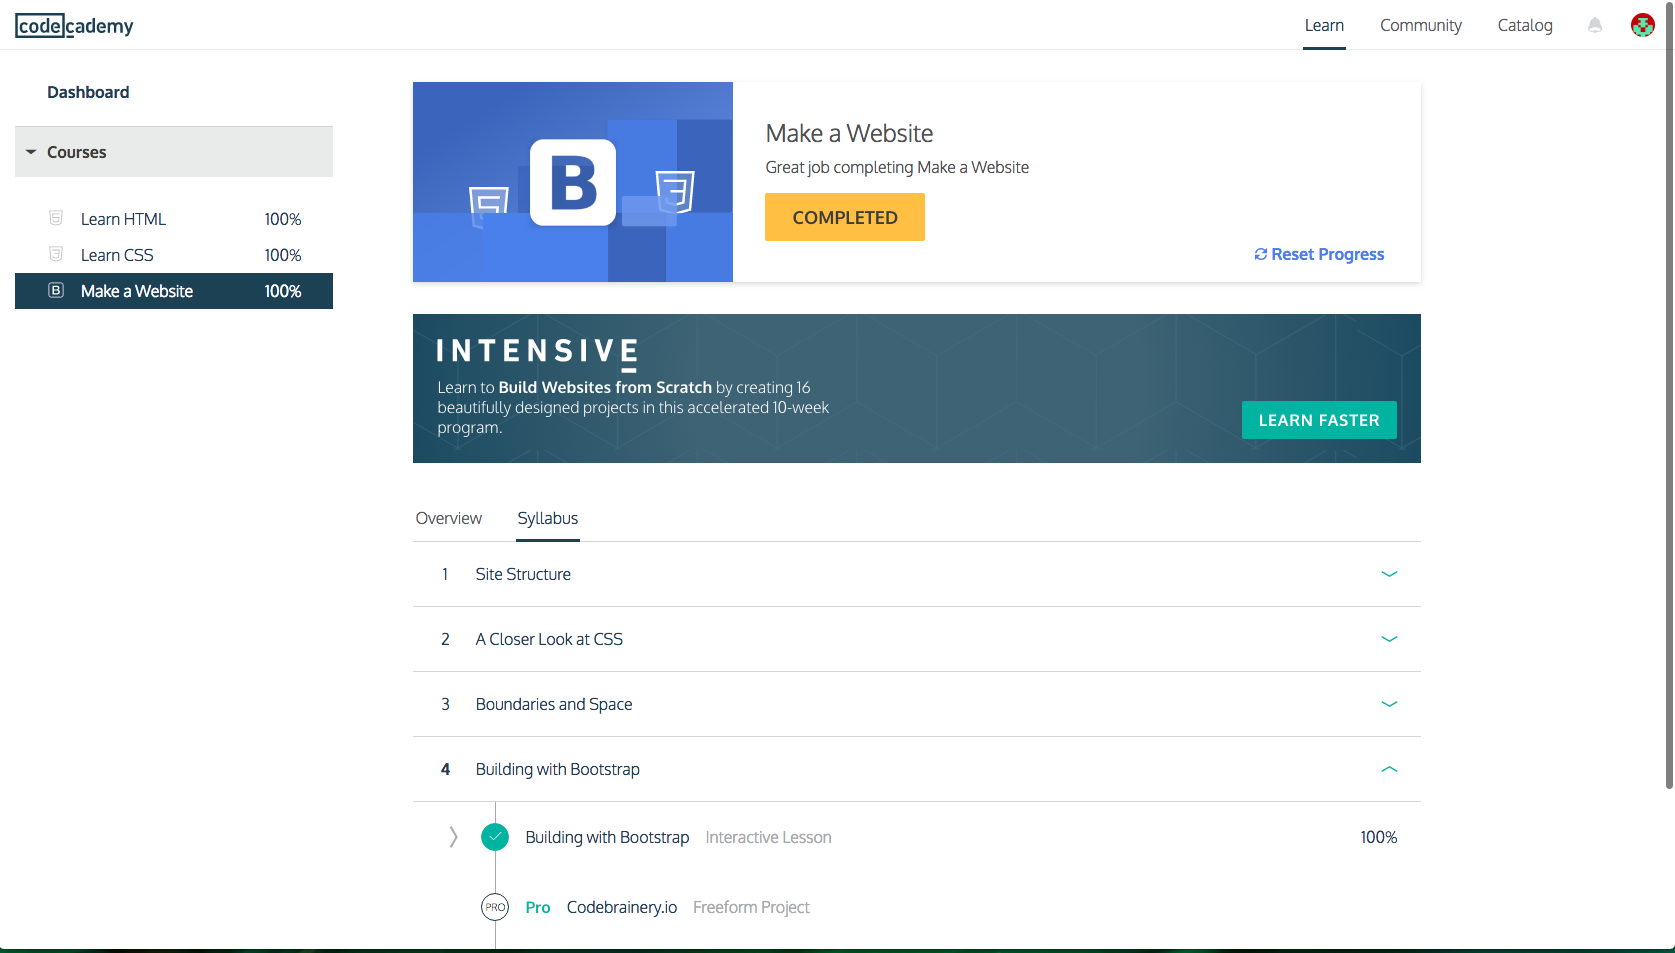 codecademy
Learn
Community
Catalog
Dashboard
Courses
Learn HTML 100%
Learn CSS 100%
B Make a Website 100%
B
Make a Website
Great job completing Make a Website
COMPLETED
Reset Progress
INTENSIVE
Learn to Build Websites from Scratch by creating 16
beautifully designed projects in this accelerated 10-week
program.
LEARN FASTER
Overview
Syllabus
1 Site Structure
2 A Closer Look at CSS
3 Boundaries and Space
4 Building with Bootstrap
Building with Bootstrap Interactive Lesson 100%
PRO Pro Codebrainery.io Freeform Project